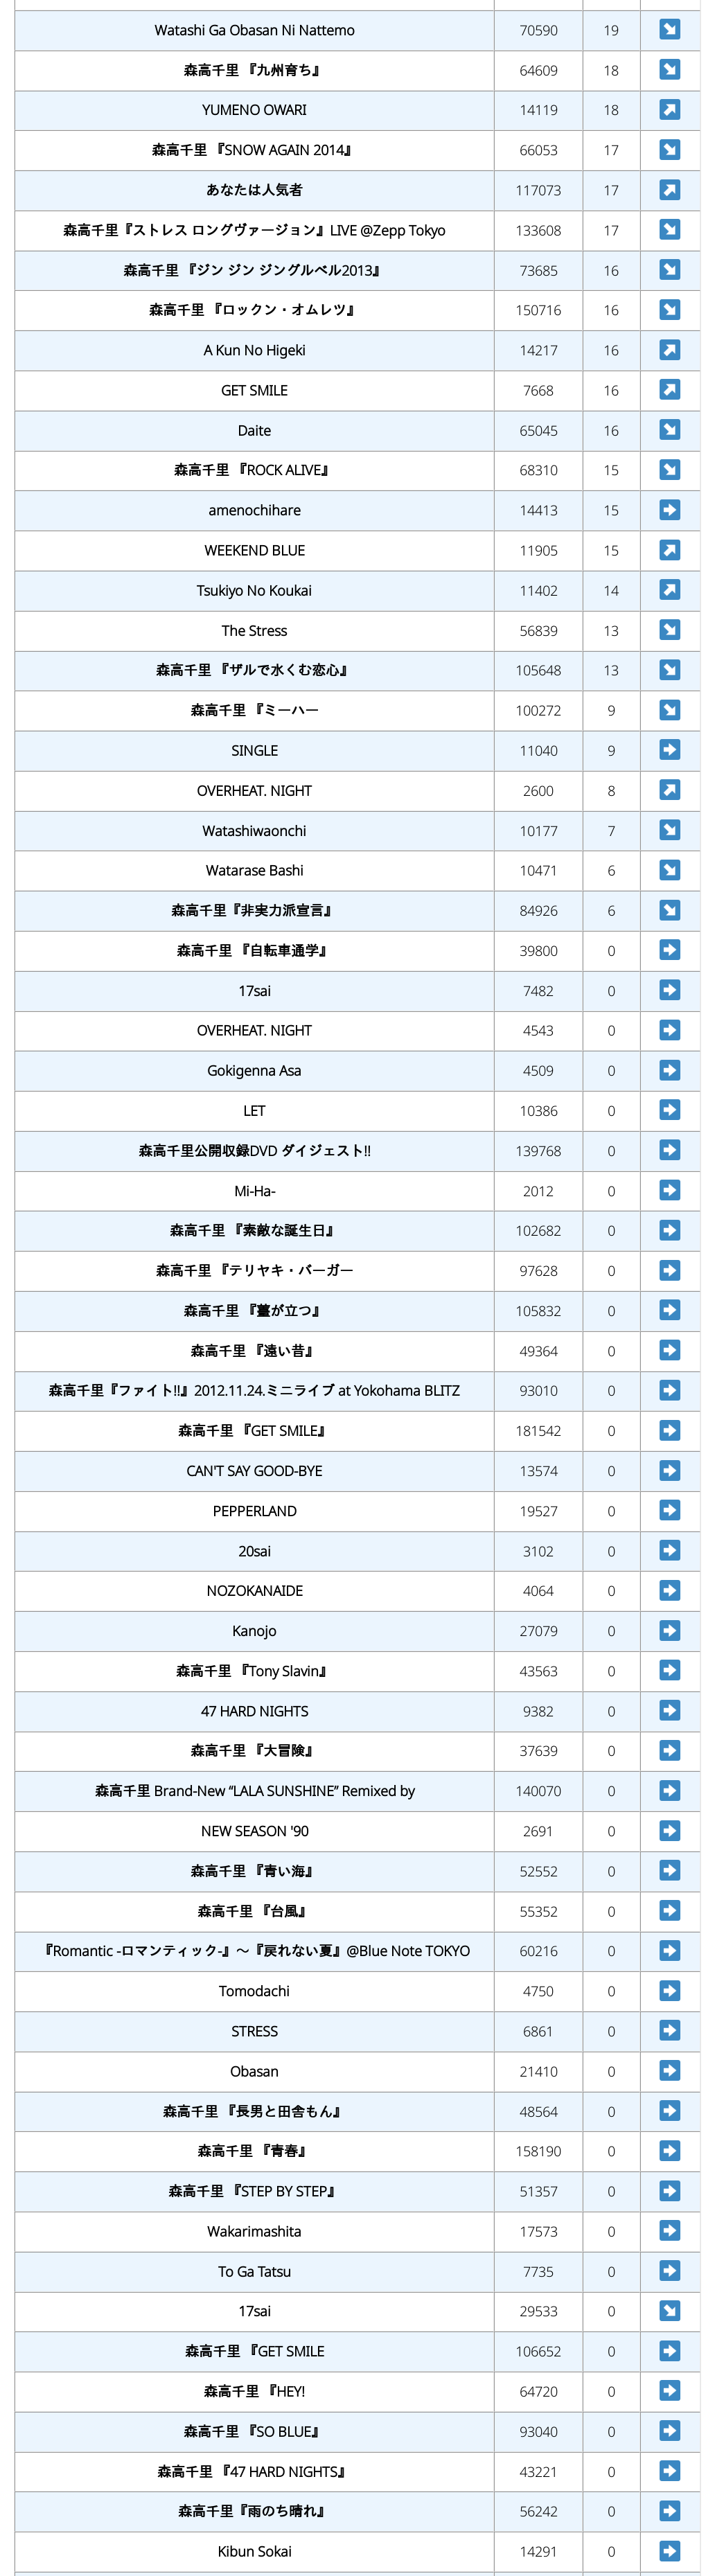 Watashi Ga Obasan Ni Nattemo 70590 19
森高千里 『九州育ち』 64609 18
YUMENO OWARI 14119 18
森高千里 『SNOW AGAIN 2014』 66053 17
あなたは人気者 117073 17
森高千里『ストレス ロングヴァージョン』LIVE @Zepp Tokyo 133608 17
森高千里 『ジン ジン ジングルベル2013』 73685 16
森高千里 『ロックン・オムレツ』 150716 16
A Kun No Higeki 14217 16
GET SMILE 7668 16
Daite 65045 16
森高千里 『ROCK ALIVE』 68310 15
amenochihare 14413 15
WEEKEND BLUE 11905 15
Tsukiyo No Koukai 11402 14
The Stress 56839 13
森高千里 『ザルで水くむ恋心』 105648 13
森高千里 『ミーハー 100272 9
SINGLE 11040 9
OVERHEAT. NIGHT 2600 8
Watashiwaonchi 10177 7
Watarase Bashi 10471 6
森高千里『非実力派宣言』 84926 6
森高千里 『自転車通学』 39800 0
17sai 7482 0
OVERHEAT. NIGHT 4543 0
Gokigenna Asa 4509 0
LET 10386 0
森高千里公開収録DVD ダイジェスト!! 139768 0
Mi-Ha- 2012 0
森高千里 『素敵な誕生日』 102682 0
森高千里 『テリヤキ・バーガー 97628 0
森高千里 『薹が立つ』 105832 0
森高千里 『遠い昔』 49364 0
森高千里『ファイト!!』2012.11.24.ミニライブ at Yokohama BLITZ 93010 0
森高千里 『GET SMILE』 181542 0
CAN'T SAY GOOD-BYE 13574 0
PEPPERLAND 19527 0
20sai 3102 0
NOZOKANAIDE 4064 0
Kanojo 27079 0
森高千里 『Tony Slavin』 43563 0
47 HARD NIGHTS 9382 0
森高千里 『大冒険』 37639 0
森高千里 Brand-New “LALA SUNSHINE” Remixed by 140070 0
NEW SEASON '90 2691 0
森高千里 『青い海』 52552 0
森高千里 『台風』 55352 0
『Romantic -ロマンティック-』～『戻れない夏』@Blue Note TOKYO 60216 0
Tomodachi 4750 0
STRESS 6861 0
Obasan 21410 0
森高千里 『長男と田舎もん』 48564 0
森高千里 『青春』 158190 0
森高千里 『STEP BY STEP』 51357 0
Wakarimashita 17573 0
To Ga Tatsu 7735 0
17sai 29533 0
森高千里 『GET SMILE 106652 0
森高千里 『HEY! 64720 0
森高千里 『SO BLUE』 93040 0
森高千里 『47 HARD NIGHTS』 43221 0
森高千里『雨のち晴れ』 56242 0
Kibun Sokai 14291 0